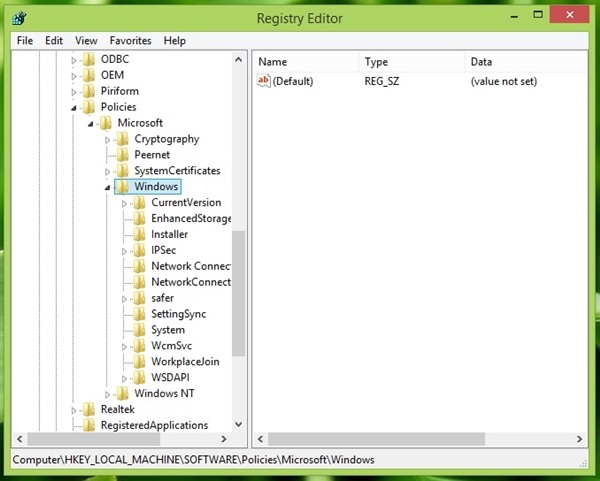 Registry Editor
File Edit View Favorites Help
ODBC
OEM
Piriform
Policies
Microsoft
Cryptography
Peernet
SystemCertificates
Windows
CurrentVersion
EnhancedStorage
Installer
IPSec
Network Connec
NetworkConnect
safer
SettingSync
System
WcmSvc
WorkplaceJoin
WSDAPI
Windows NT
Realtek
RegisteredApplications
Name Type Data
ab (Default) REG_SZ (value not set)
Computer\HKEY_LOCAL_MACHINE\SOFTWARE\Policies\Microsoft\Windows